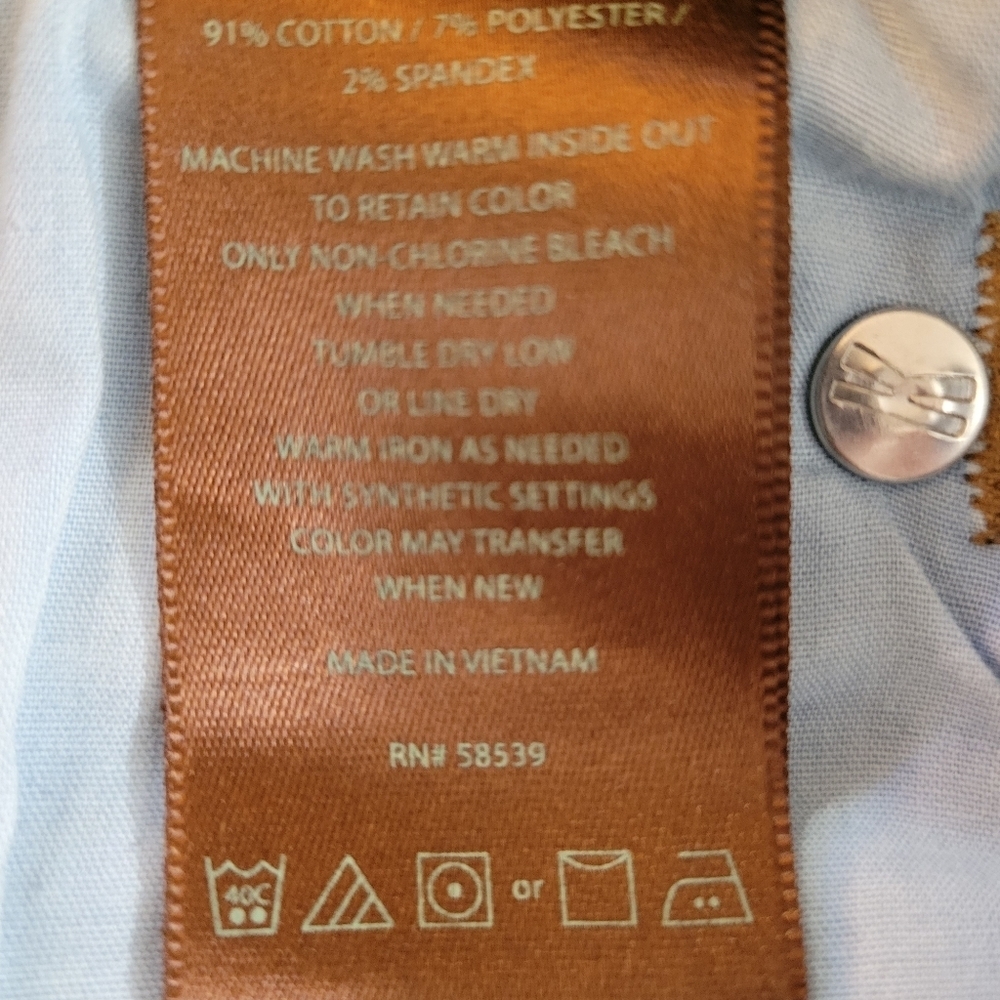 91% COTTON / 7% POLYESTER /
2% SPANDEX
MACHINE WASH WARM INSIDE OUT
TO RETAIN COLOR
ONLY NON-CHLORINE BLEACH
WHEN NEEDED
TUMBLE DRY LOW
OR LINE DRY
WARM IRON AS NEEDED
WITH SYNTHETIC SETTINGS
COLOR MAY TRANSFER
WHEN NEW
MADE IN VIETNAM
RN# 58539
40C or